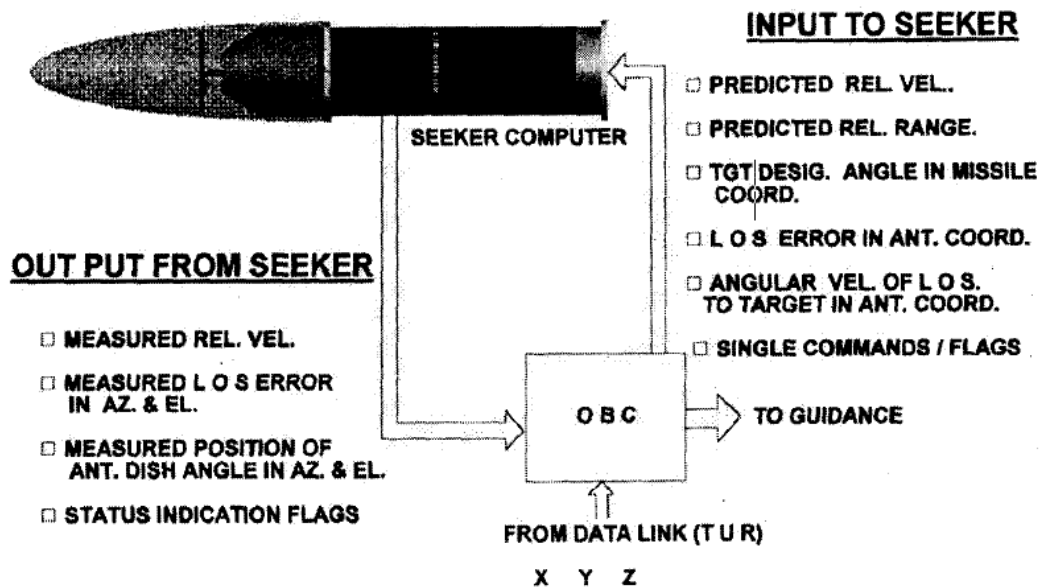 INPUT TO SEEKER
□ PREDICTED REL. VEL..
□ PREDICTED REL. RANGE.
□ TGT DESIG. ANGLE IN MISSILE
COORD.
□ L O S ERROR IN ANT. COORD.
□ ANGULAR VEL. OF L O S.
TO TARGET IN ANT. COORD.
□ SINGLE COMMANDS / FLAGS
SEEKER COMPUTER
OUT PUT FROM SEEKER
□ MEASURED REL. VEL.
□ MEASURED L O S ERROR
IN AZ. & EL.
□ MEASURED POSITION OF
ANT. DISH ANGLE IN AZ. & EL.
□ STATUS INDICATION FLAGS
O B C
TO GUIDANCE
FROM DATA LINK (T U R)
X Y Z